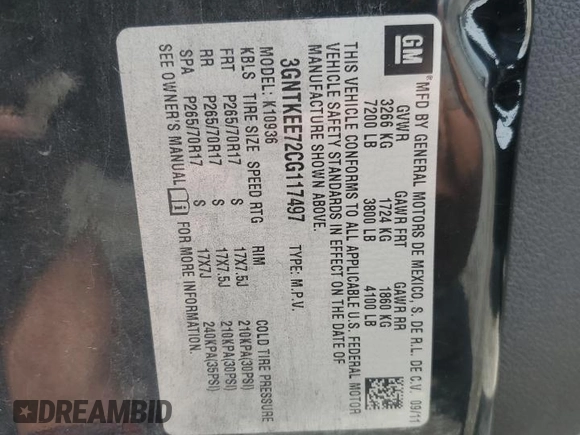 GM
® MFD BY GENERAL MOTORS DE MEXICO, S. DE R.L. DE C.V. 09/11
GVWR GAWR FRT GAWR RR
3266 KG 1724 KG 1860 KG
7200 LB 3800 LB 4100 LB
THIS VEHICLE CONFORMS TO ALL APPLICABLE U.S. FEDERAL MOTOR
VEHICLE SAFETY STANDARDS IN EFFECT ON THE DATE OF
MANUFACTURE SHOWN ABOVE.
3GNTKEE72CG117497 TYPE: M.P.V.
MODEL: K10936
KBLS TIRE SIZE SPEED RTG RIM COLD TIRE PRESSURE
FRT P265/70R17 S 17X7.5J 210KPA(30PSI)
RR P265/70R17 S 17X7.5J 210KPA(30PSI)
SPA P265/70R17 S 17X7J 240KPA(35PSI)
SEE OWNER'S MANUAL FOR MORE INFORMATION.
DREAMBID